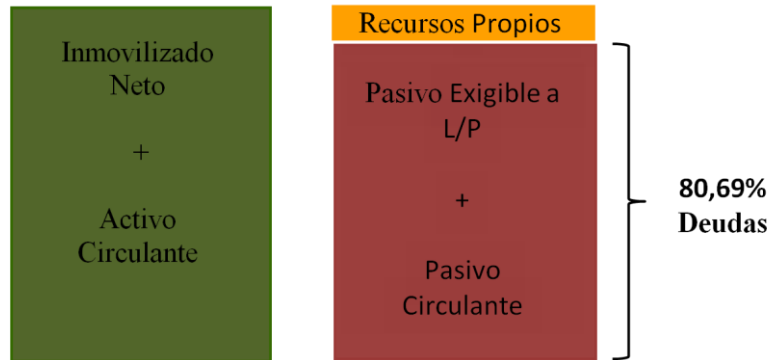 Inmovilizado
Neto
+
Activo
Circulante
Recursos Propios
Pasivo Exigible a
L/P
+
Pasivo
Circulante
80,69%
Deudas